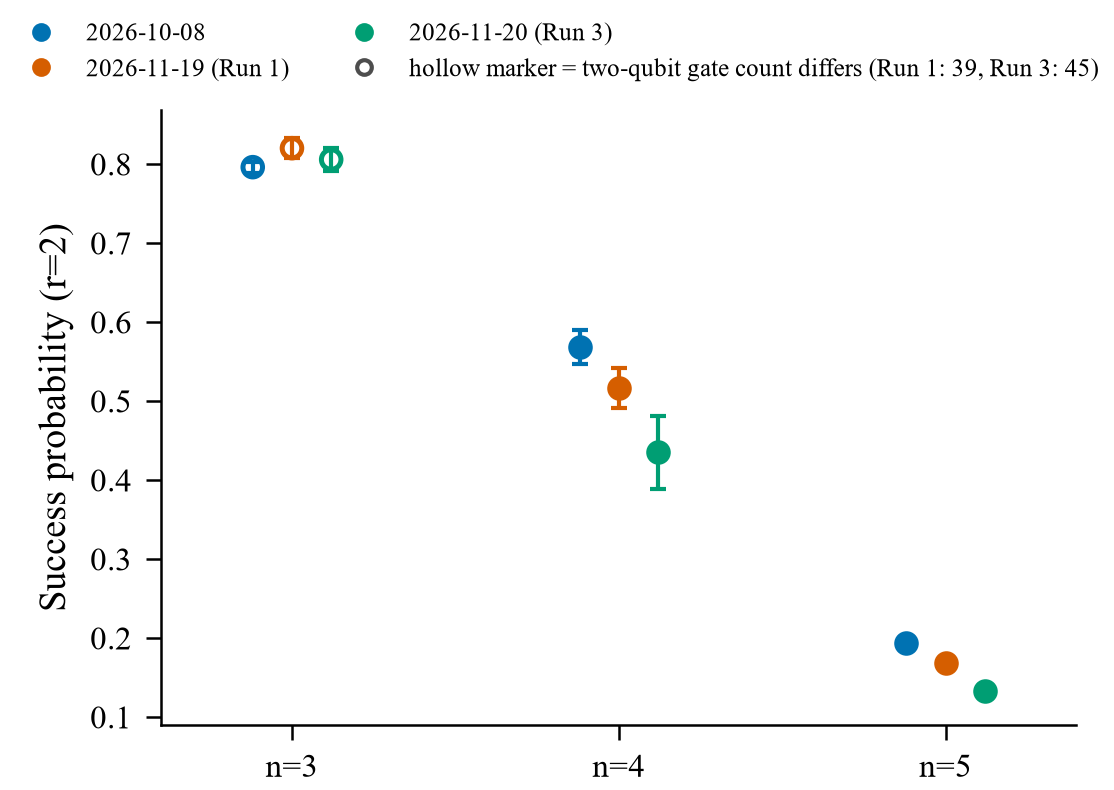 2026-10-08
2026-11-19 (Run 1)
2026-11-20 (Run 3)
hollow marker = two-qubit gate count differs (Run 1: 39, Run 3: 45)
Success probability (r=2)
0.8
0.7
0.6
0.5
0.4
0.3
0.2
0.1
n=3
n=4
n=5